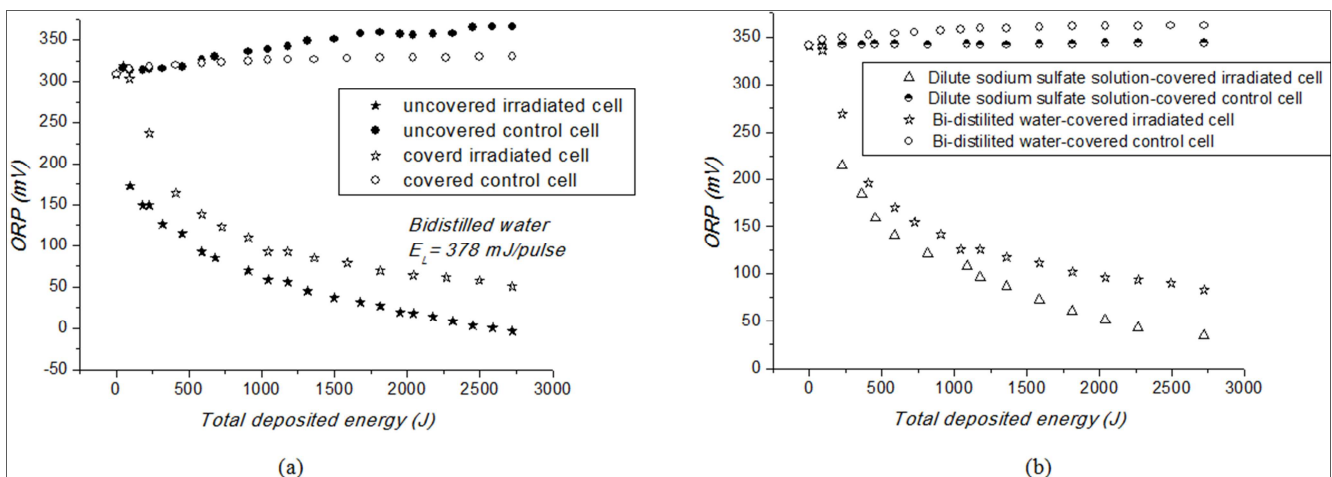 350
300
250
200
150
100
50
0
-50
ORP (mV)
uncovered irradiated cell
uncovered control cell
coverd irradiated cell
covered control cell
Bidistilled water
E_L= 378 mJ/pulse
0 500 1000 1500 2000 2500 3000
Total deposited energy (J)
(a)
350
300
250
200
150
100
50
0
ORP (mV)
Dilute sodium sulfate solution-covered irradiated cell
Dilute sodium sulfate solution-covered control cell
Bi-distilited water-covered irradiated cell
Bi-distilited water-covered control cell
0 500 1000 1500 2000 2500 3000
Total deposited energy (J)
(b)